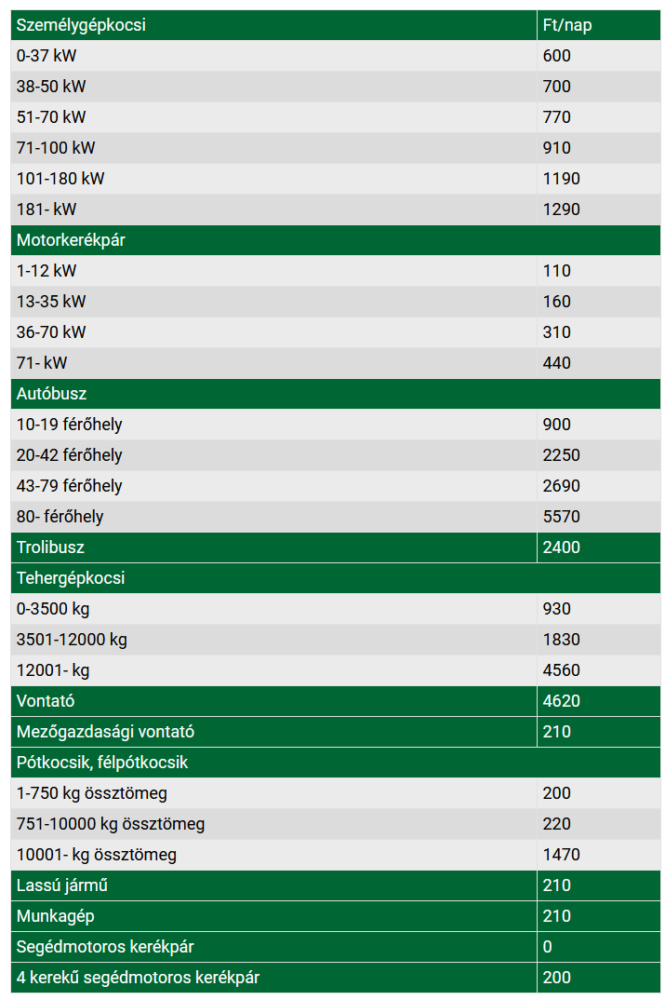 Személygépkocsi Ft/nap
0-37 kW 600
38-50 kW 700
51-70 kW 770
71-100 kW 910
101-180 kW 1190
181- kW 1290
Motorkerékpár
1-12 kW 110
13-35 kW 160
36-70 kW 310
71- kW 440
Autóbusz
10-19 férőhely 900
20-42 férőhely 2250
43-79 férőhely 2690
80- férőhely 5570
Trolibusz 2400
Tehergépkocsi
0-3500 kg 930
3501-12000 kg 1830
12001- kg 4560
Vontató 4620
Mezőgazdasági vontató 210
Pótkocsik, félpótkocsik
1-750 kg össztömeg 200
751-10000 kg össztömeg 220
10001- kg össztömeg 1470
Lassú jármű 210
Munkagép 210
Segédmotoros kerékpár 0
4 kerekű segédmotoros kerékpár 200